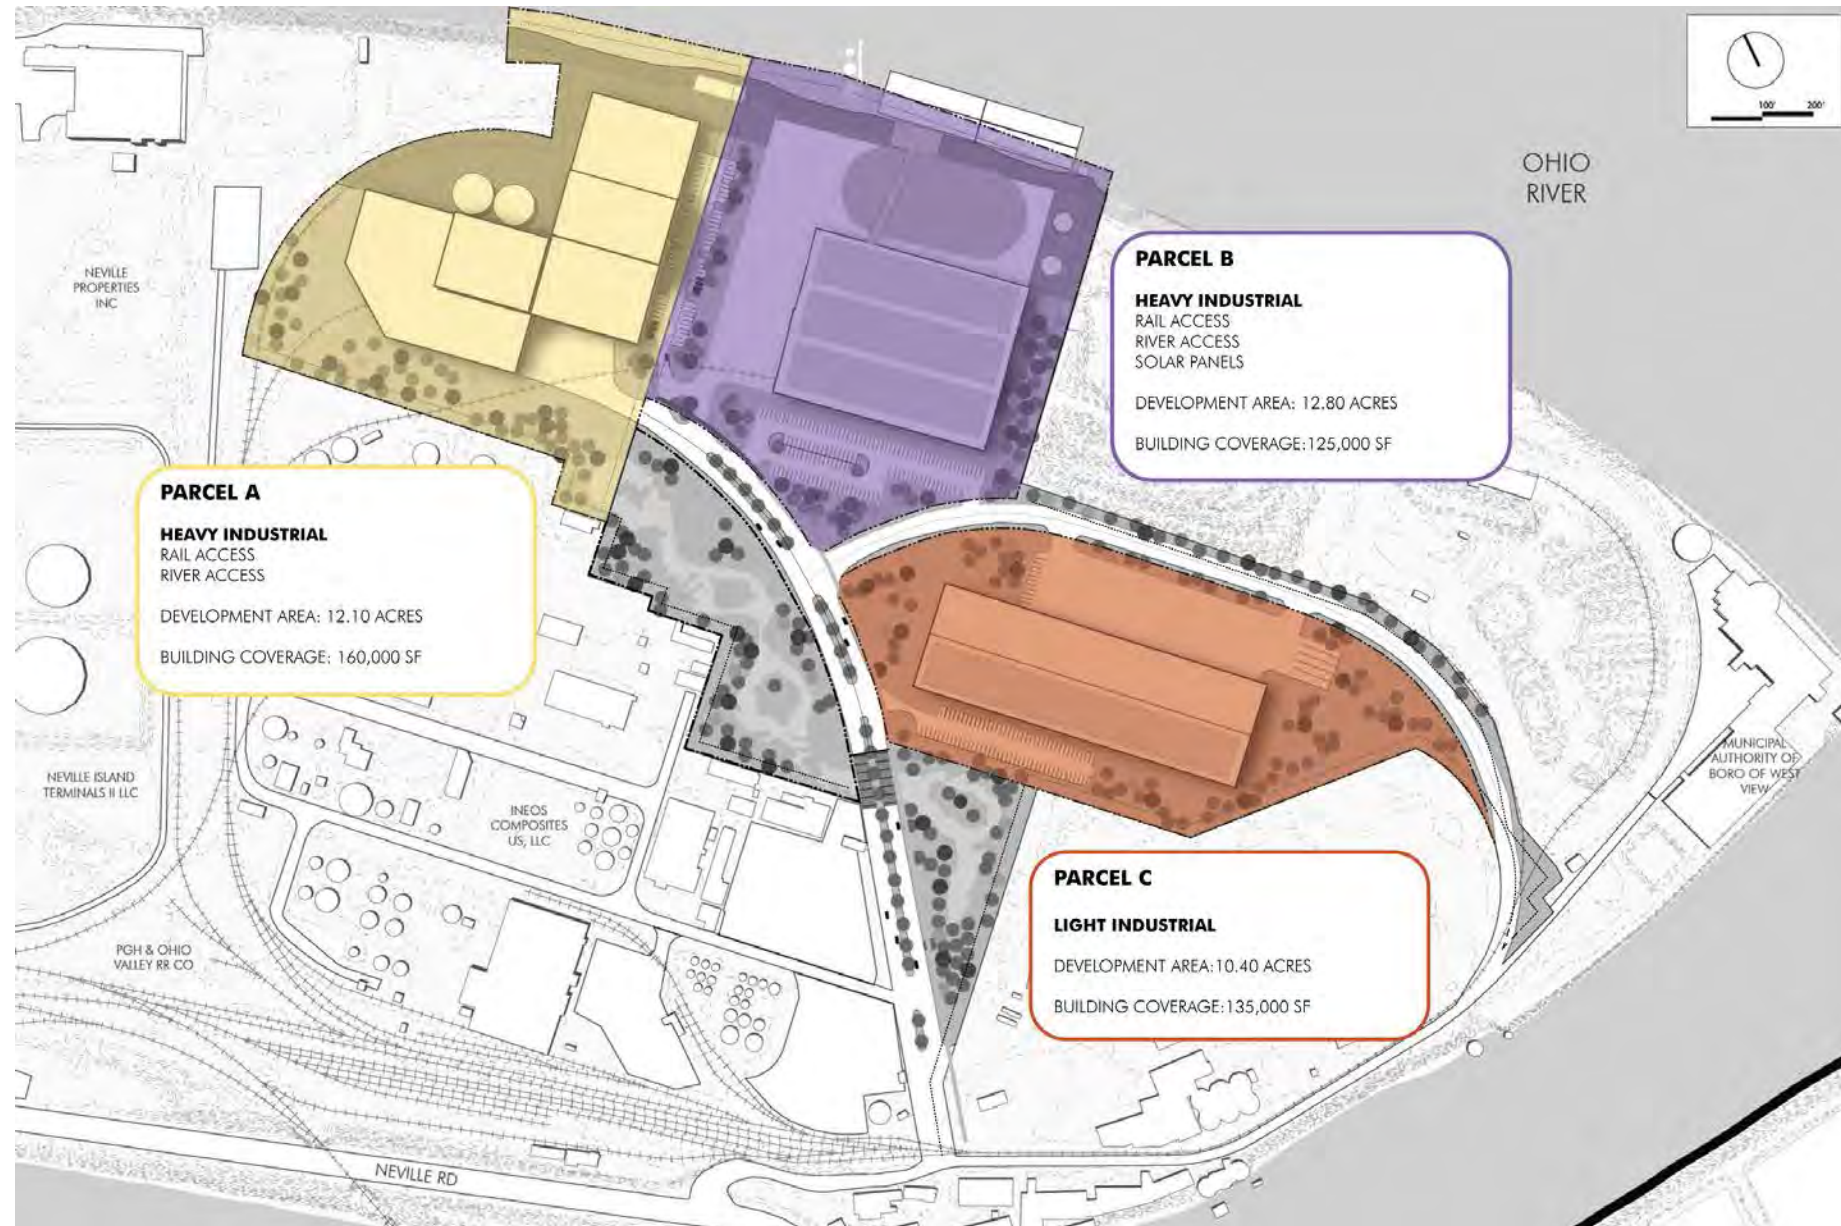 100'
200'
OHIO
RIVER
PARCEL B
HEAVY INDUSTRIAL
RAIL ACCESS
RIVER ACCESS
SOLAR PANELS
DEVELOPMENT AREA: 12.80 ACRES
BUILDING COVERAGE:125,000 SF
NEVILLE
PROPERTIES
INC
PARCEL A
HEAVY INDUSTRIAL
RAIL ACCESS
RIVER ACCESS
DEVELOPMENT AREA: 12.10 ACRES
BUILDING COVERAGE: 160,000 SF
NEVILLE ISLAND
TERMINALS II LLC
INEOS
COMPOSITES
US, LLC
MUNICIPAL
AUTHORITY OF
BORO OF WEST
VIEW
PARCEL C
LIGHT INDUSTRIAL
DEVELOPMENT AREA:10.40 ACRES
BUILDING COVERAGE:135,000 SF
PGH & OHIO
VALLEY RR CO
NEVILLE RD